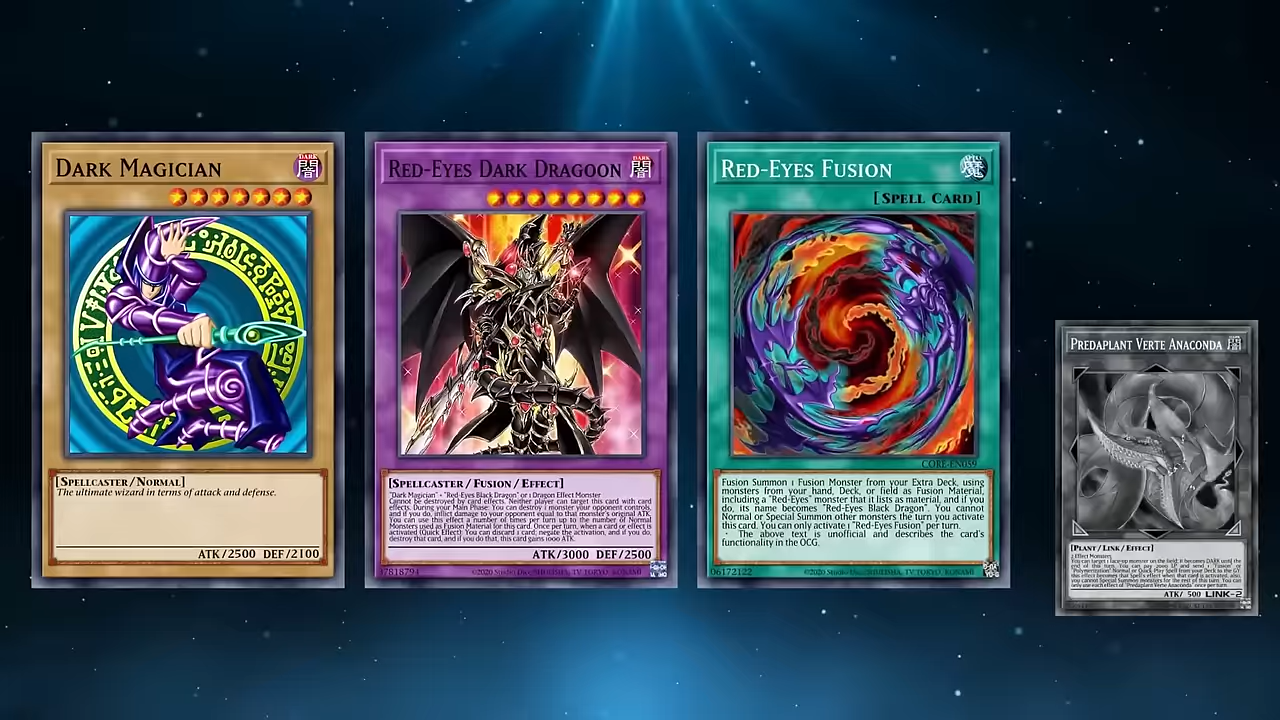 DARK MAGICIAN
DARK
闇
[SPELLCASTER/NORMAL]
The ultimate wizard in terms of attack and defense.
ATK/2500 DEF/2100
RED-EYES DARK DRAGOON
DARK
闇
[SPELLCASTER/FUSION/EFFECT]
"Dark Magician" + "Red-Eyes Black Dragon" or 1 Dragon Effect Monster
Cannot be destroyed by card effects. Neither player can target this card with card
effects. During your Main Phase: You can destroy 1 monster your opponent controls,
and if you do, inflict damage to your opponent equal to that monster's original ATK.
You can use this effect a number of times per turn up to the number of Normal
Monsters used as Fusion Material for this card. Once per turn, when a card or effect is
activated (Quick Effect): You can discard 1 card; negate the activation, and if you do,
destroy that card, and if you do that, this card gains 1000 ATK.
ATK/3000 DEF/2500
37818794
©2020 Studio Dice/SHUEISHA, TV TOKYO, KONAMI
RED-EYES FUSION
[SPELL CARD]
CORE-EN059
Fusion Summon 1 Fusion Monster from your Extra Deck, using
monsters from your hand, Deck, or field as Fusion Material,
including a "Red-Eyes" monster that it lists as material, and if you
do, its name becomes "Red-Eyes Black Dragon". You cannot
Normal or Special Summon other monsters the turn you activate
this card. You can only activate 1 "Red-Eyes Fusion" per turn.
· The above text is unofficial and describes the card's
functionality in the OCG.
06172122
©2020 Studio Dice/SHUEISHA, TV TOKYO, KONAMI
PREDAPLANT VERTE ANACONDA
闇
[PLANT/LINK/EFFECT]
2 Effect Monsters
ATK/ 500 LINK-2